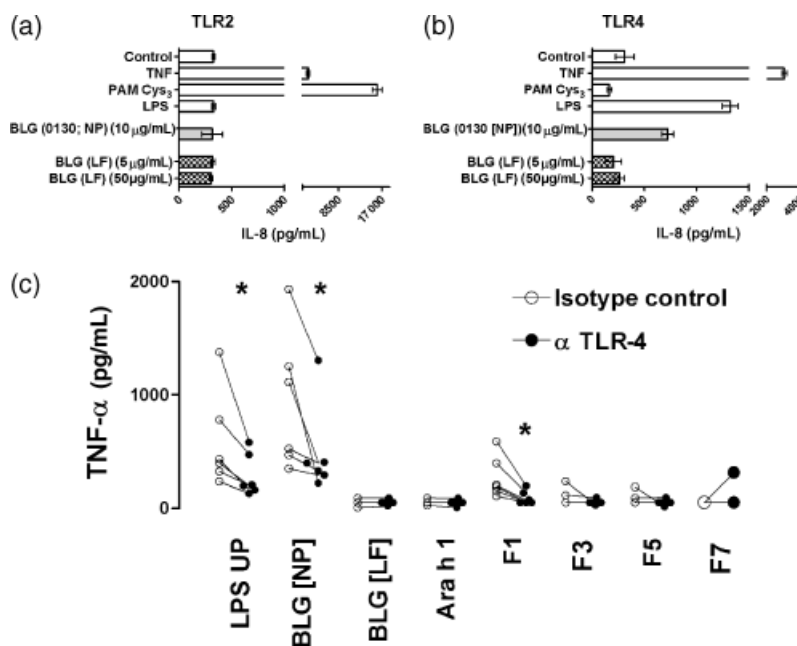 (a)
TLR2
Control
TNF
PAM Cys3
LPS
BLG (0130; NP) (10 µg/mL)
BLG (LF) (5 µg/mL)
BLG (LF) (50µg/mL)
0
500
1000
8500
17 000
IL-8 (pg/mL)
(b)
TLR4
Control
TNF
PAM Cys3
LPS
BLG (0130 [NP])(10 µg/mL)
BLG (LF) (5 µg/mL)
BLG (LF) (50µg/mL)
0
500
1000
1500
2000
4000
IL-8 (pg/mL)
(c)
TNF-α (pg/mL)
2000
1000
0
* * *
Isotype control
α TLR-4
LPS UP
BLG [NP]
BLG [LF]
Ara h 1
F1
F3
F5
F7